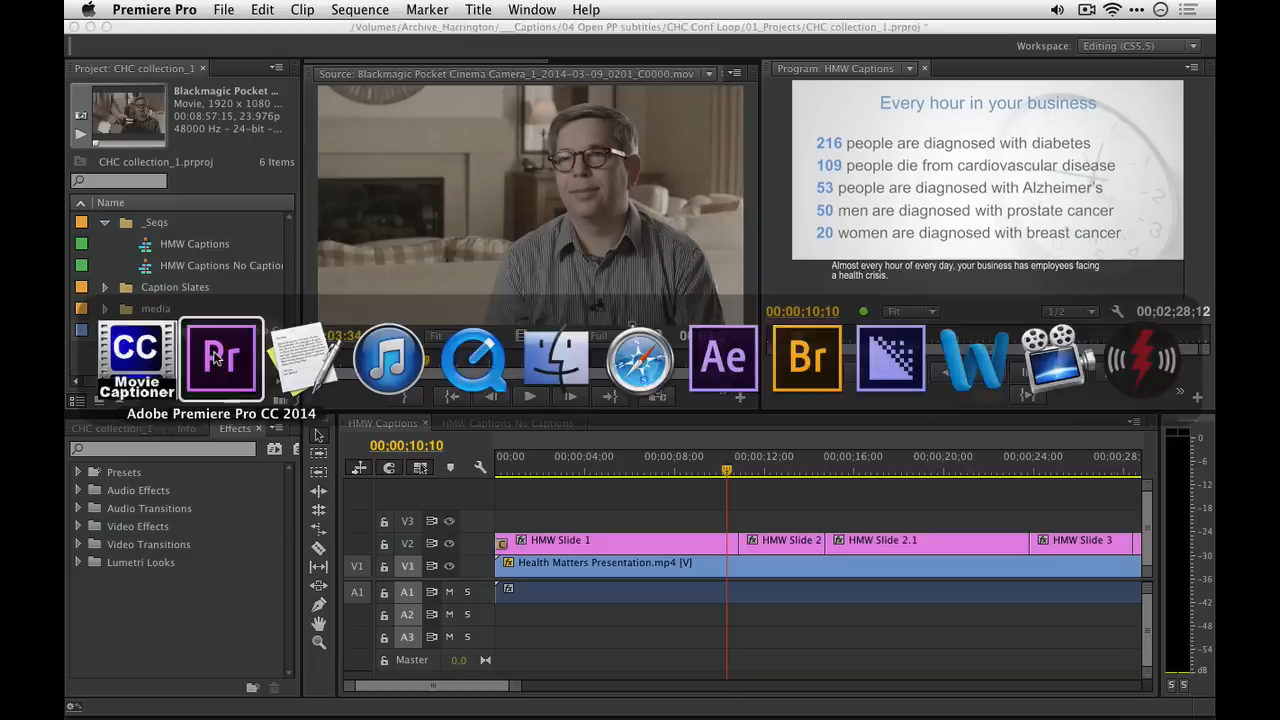 Premiere Pro File Edit Clip Sequence Marker Title Window Help
/Volumes/Archive_Harrington/___Captions/04 Open PP subtitles/CHC Conf Loop/01_Projects/CHC collection_1.prproj *
Workspace: Editing (CS5.5)
Project: CHC collection_1 ×
Source: Blackmagic Pocket Cinema Camera_1_2014-03-09_0201_C0000.mov
Program: HMW Captions
Blackmagic Pocket ...
Movie, 1920 x 1080
00:08:57:15, 23.976p
48000 Hz - 24-bit -
CHC collection_1.prproj 6 Items
Name
_Seqs
HMW Captions
HMW Captions No Captio
Caption Slates
media
Every hour in your business
216 people are diagnosed with diabetes
109 people die from cardiovascular disease
53 people are diagnosed with Alzheimer's
50 men are diagnosed with prostate cancer
20 women are diagnosed with breast cancer
Almost every hour of every day, your business has employees facing
a health crisis.
3:34 Fit Full
00;00;10;10 Fit 1/2 00;02;28;12
CC
Movie
Captioner
Pr
Ae
Br
W
Adobe Premiere Pro CC 2014
CHC collection_1 Info Effects ×
Presets
Audio Effects
Audio Transitions
Video Effects
Video Transitions
Lumetri Looks
HMW Captions × HMW Captions No Captions
00;00;10;10
00;00 00;00;04;00 00;00;08;00 00;00;12;00 00;00;16;00 00;00;20;00 00;00;24;00 00;00;28;
V3
V2 HMW Slide 1 HMW Slide 2 HMW Slide 2.1 HMW Slide 3
V1 V1 Health Matters Presentation.mp4 [V]
A1 A1 M S
A2 M S
A3 M S
Master 0.0
0
-6
-12
-18
-24
-30
-36
-42
-48
-54
dB
S S